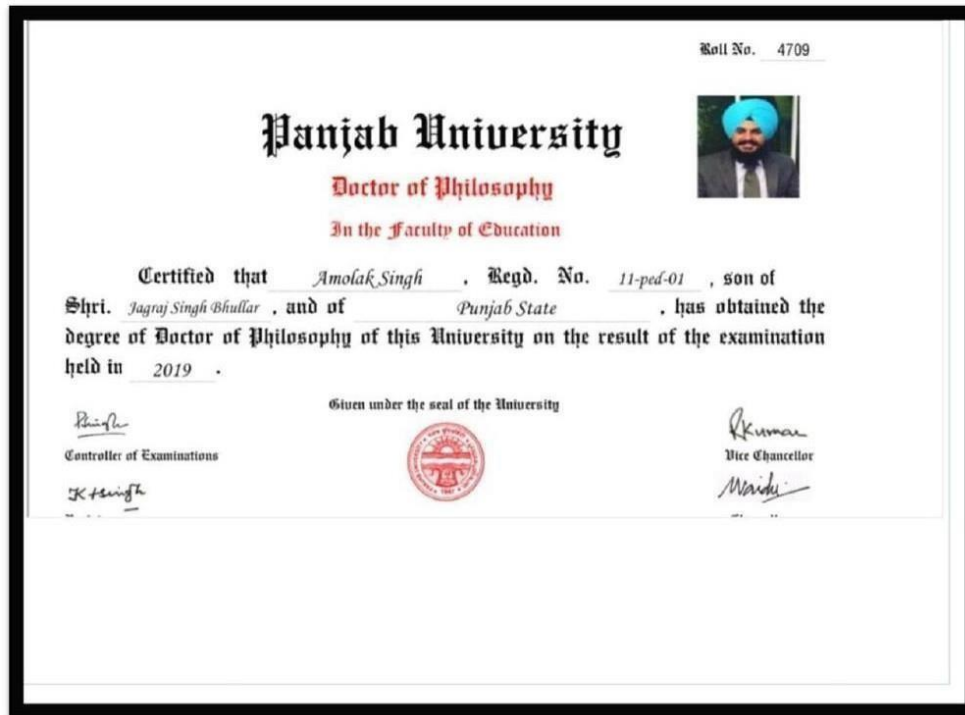 Roll No. 4709
Panjab University
Doctor of Philosophy
In the Faculty of Education
Certified that Amolak Singh , Regd. No. 11-ped-01 , son of
Shri. Jagraj Singh Bhullar , and of Punjab State , has obtained the
degree of Doctor of Philosophy of this University on the result of the examination
held in 2019 .
Given under the seal of the University
Controller of Examinations
RKumar
Vice Chancellor